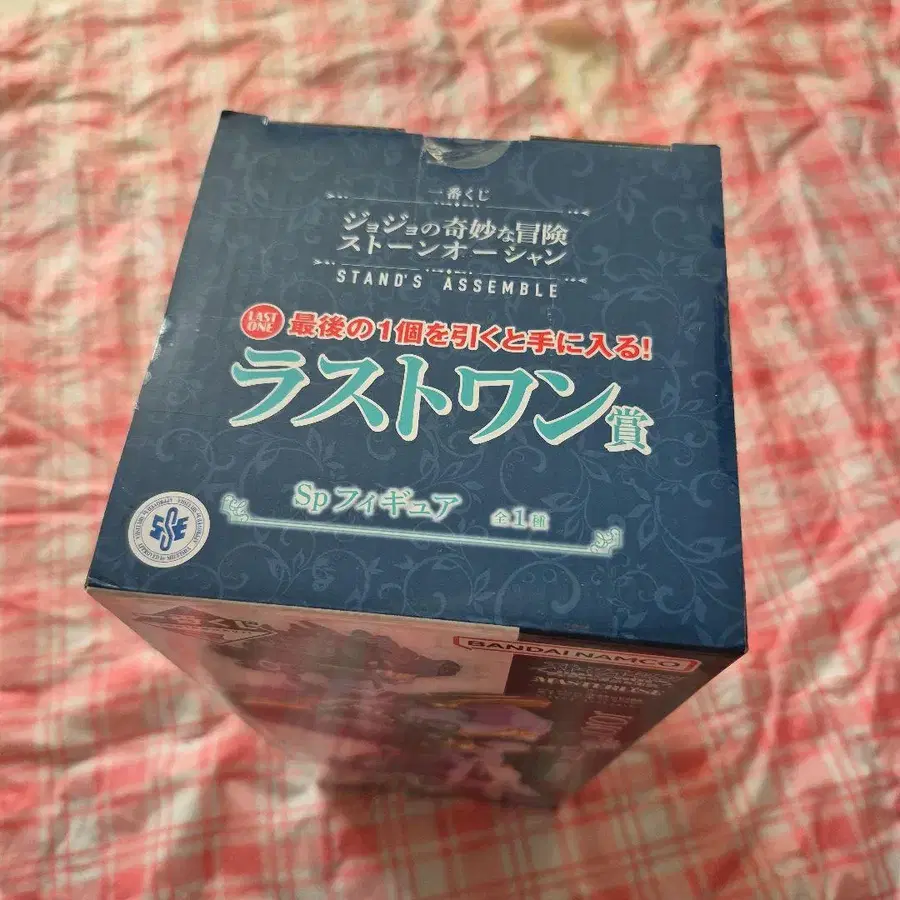 一番くじ
ジョジョの奇妙な冒険
ストーンオーシャン
STAND'S ASSEMBLE
LAST ONE
最後の1個を引くと手に入る!
ラストワン賞
Spフィギュア 全1種
BANDAI NAMCO